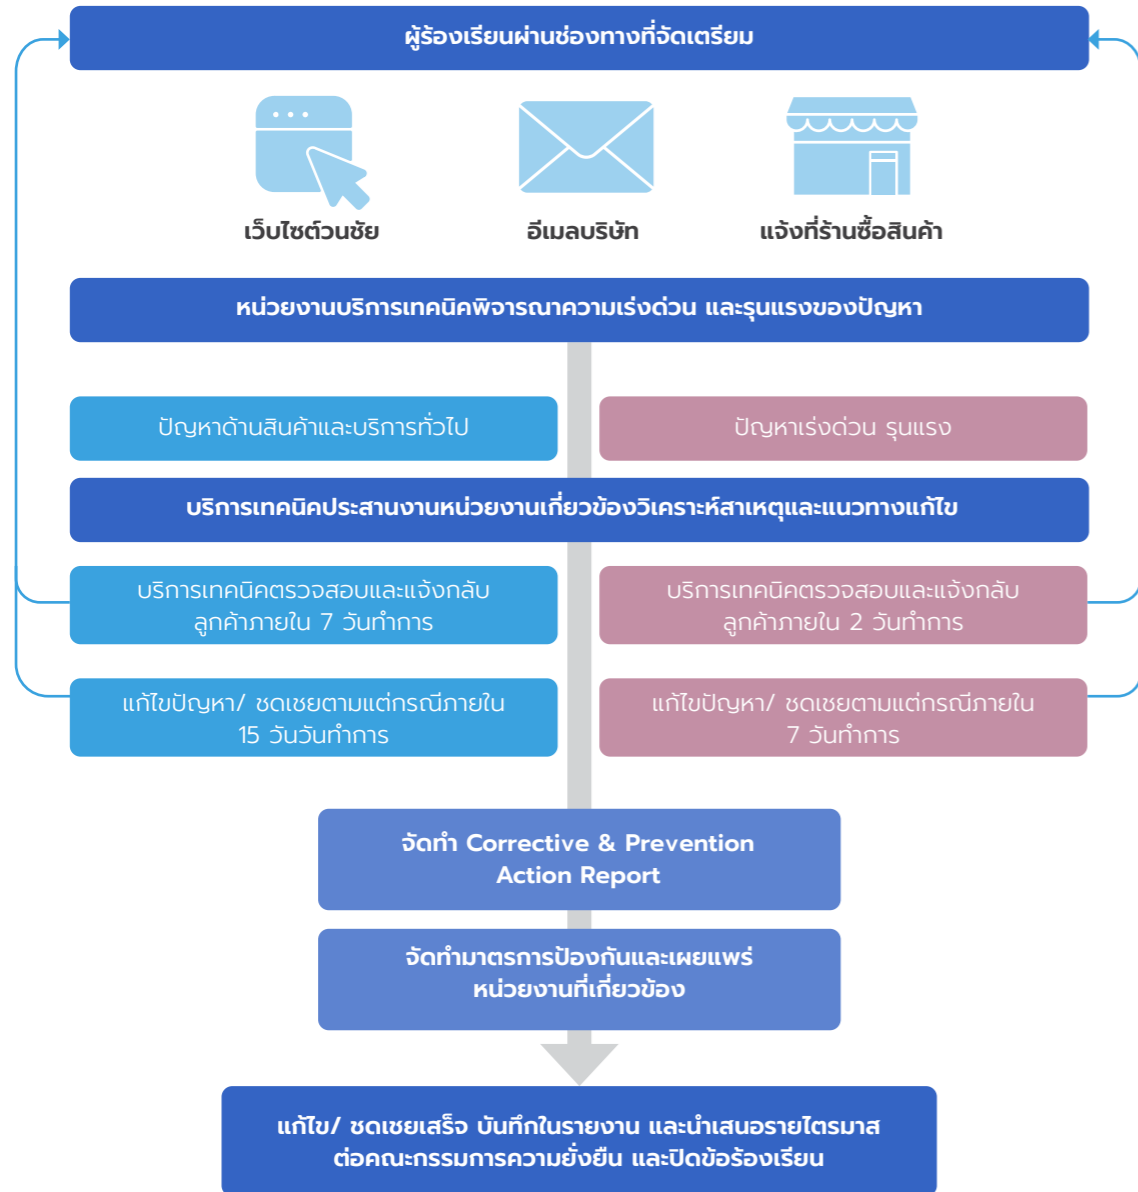 ผู้ร้องเรียนผ่านช่องทางที่จัดเตรียม
เว็บไซต์วนชัย
อีเมลบริษัท
แจ้งที่ร้านซื้อสินค้า
หน่วยงานบริการเทคนิคพิจารณาความเร่งด่วน และรุนแรงของปัญหา
ปัญหาด้านสินค้าและบริการทั่วไป
ปัญหาเร่งด่วน รุนแรง
บริการเทคนิคประสานงานหน่วยงานเกี่ยวข้องวิเคราะห์สาเหตุและแนวทางแก้ไข
บริการเทคนิคตรวจสอบและแจ้งกลับ
ลูกค้าภายใน 7 วันทำการ
บริการเทคนิคตรวจสอบและแจ้งกลับ
ลูกค้าภายใน 2 วันทำการ
แก้ไขปัญหา/ ชดเชยตามแต่กรณีภายใน
15 วันวันทำการ
แก้ไขปัญหา/ ชดเชยตามแต่กรณีภายใน
7 วันทำการ
จัดทำ Corrective & Prevention
Action Report
จัดทำมาตรการป้องกันและเผยแพร่
หน่วยงานที่เกี่ยวข้อง
แก้ไข/ ชดเชยเสร็จ บันทึกในรายงาน และนำเสนอรายไตรมาส
ต่อคณะกรรมการความยั่งยืน และปิดข้อร้องเรียน